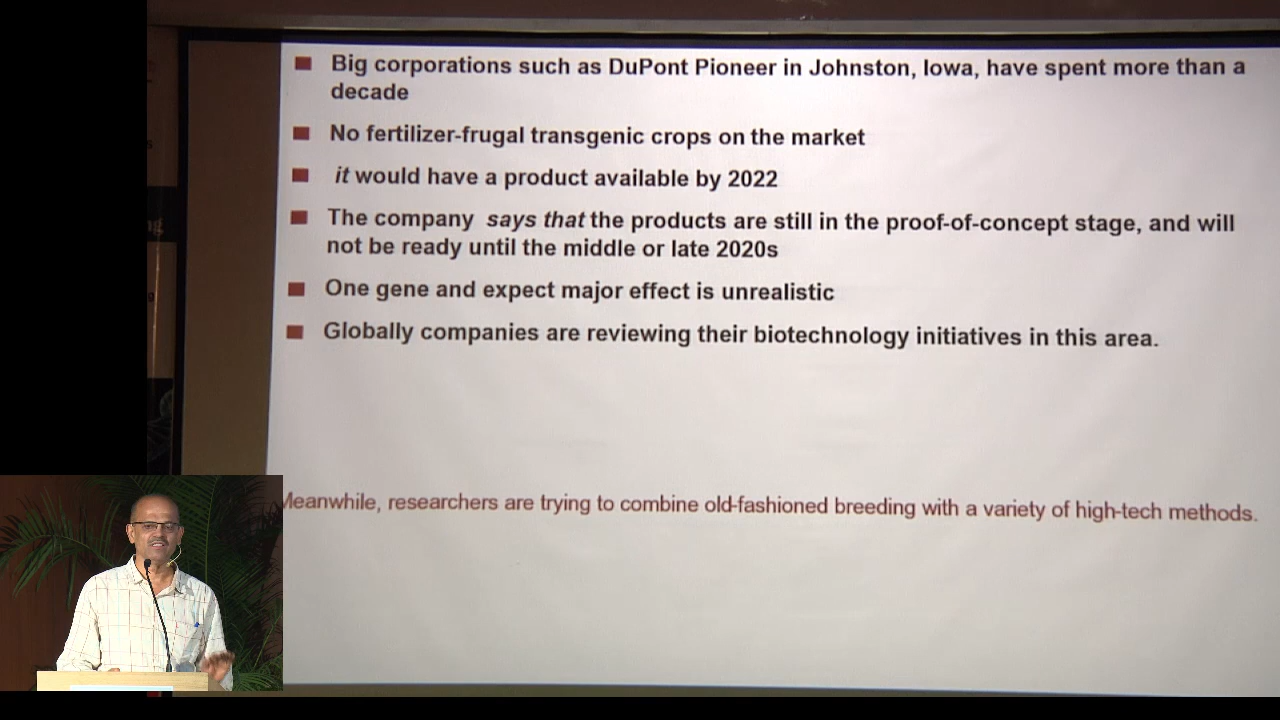 Big corporations such as DuPont Pioneer in Johnston, Iowa, have spent more than a
decade
No fertilizer-frugal transgenic crops on the market
it would have a product available by 2022
The company says that the products are still in the proof-of-concept stage, and will
not be ready until the middle or late 2020s
One gene and expect major effect is unrealistic
Globally companies are reviewing their biotechnology initiatives in this area.
Meanwhile, researchers are trying to combine old-fashioned breeding with a variety of high-tech methods.